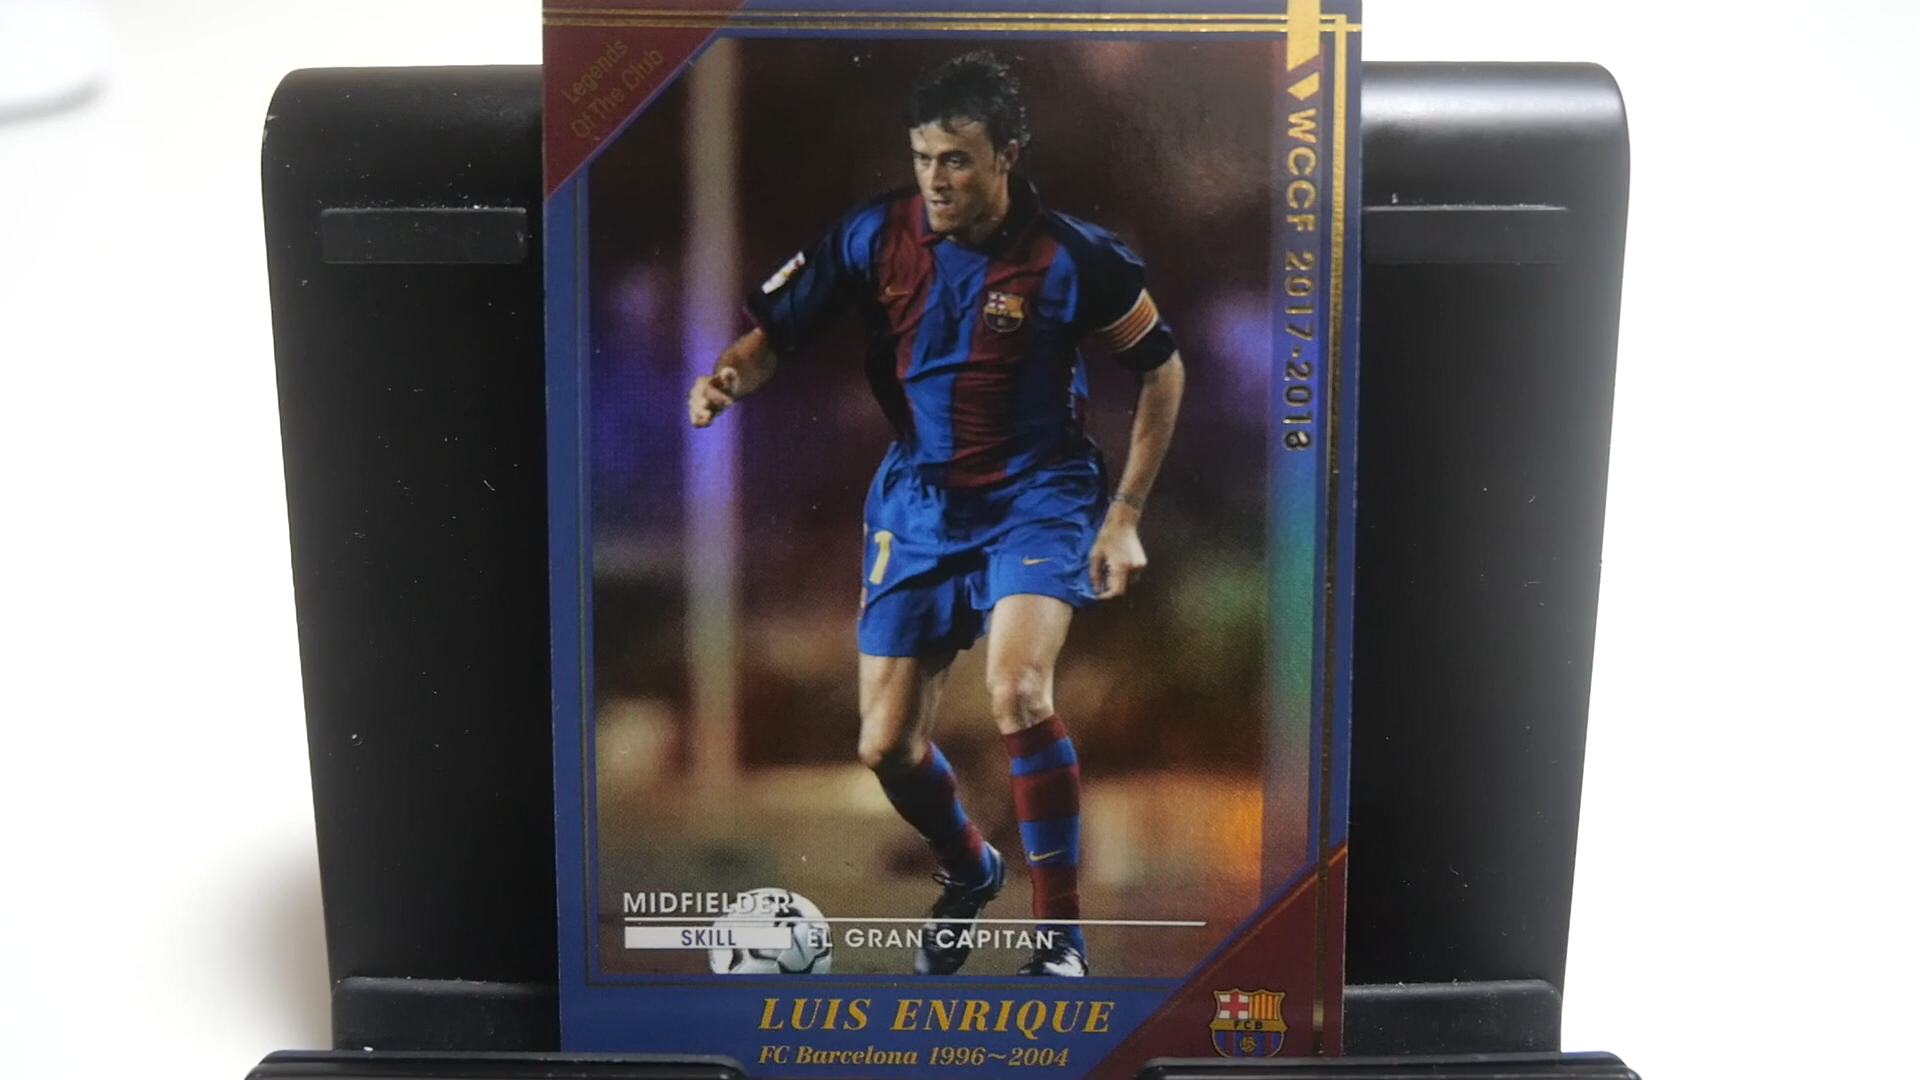 Legends
Of The Club
WCCF 2017-2018
1
MIDFIELDER
SKILL EL GRAN CAPITAN
LUIS ENRIQUE
FC Barcelona 1996~2004
FCB